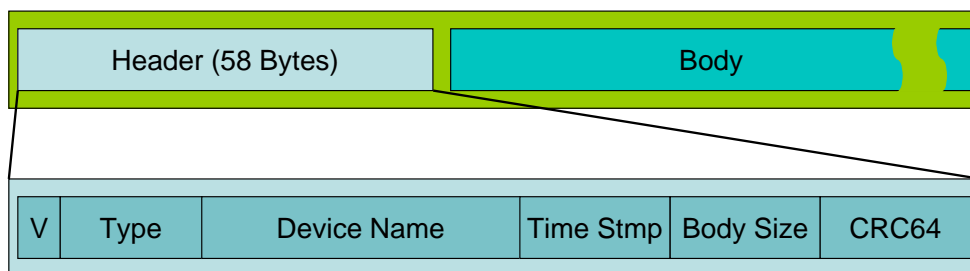 Header (58 Bytes) Body
V Type Device Name Time Stmp Body Size CRC64